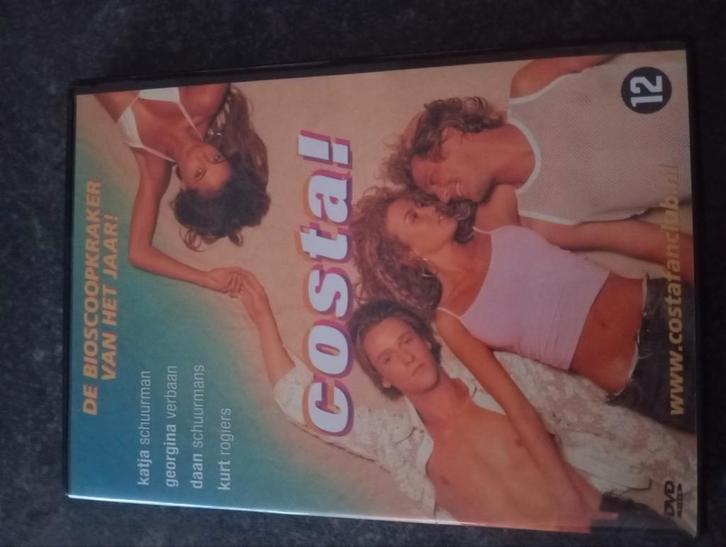 DE BIOSCOOPKRAKER
VAN HET JAAR!
katja schuurman
georgina verbaan
daan schuurmans
kurt rogiers
costa!
12
www.costafanclub.nl
DVD
VIDEO